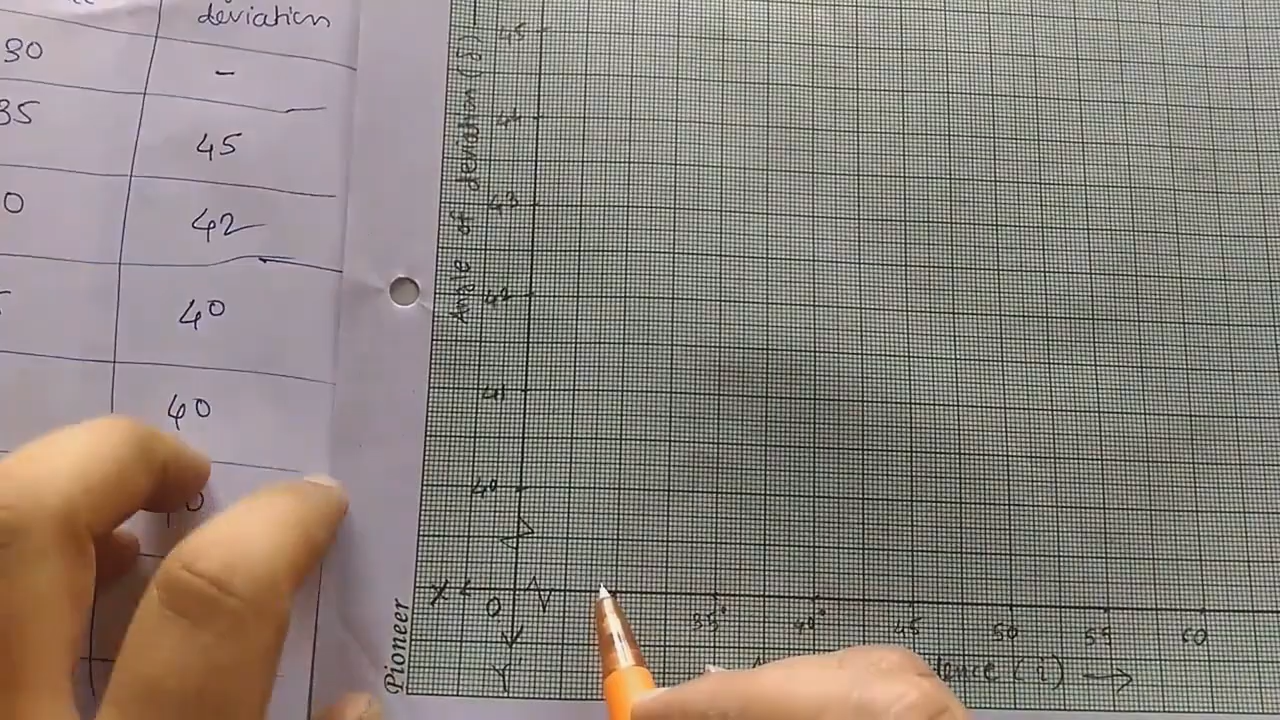 deviation
30
-
35
45
0
42
40
40
Angle of deviation (δ)
45
44
43
42
41
40
X
O
Y
35°
40°
45
50
55
60
dence (i)
Pioneer